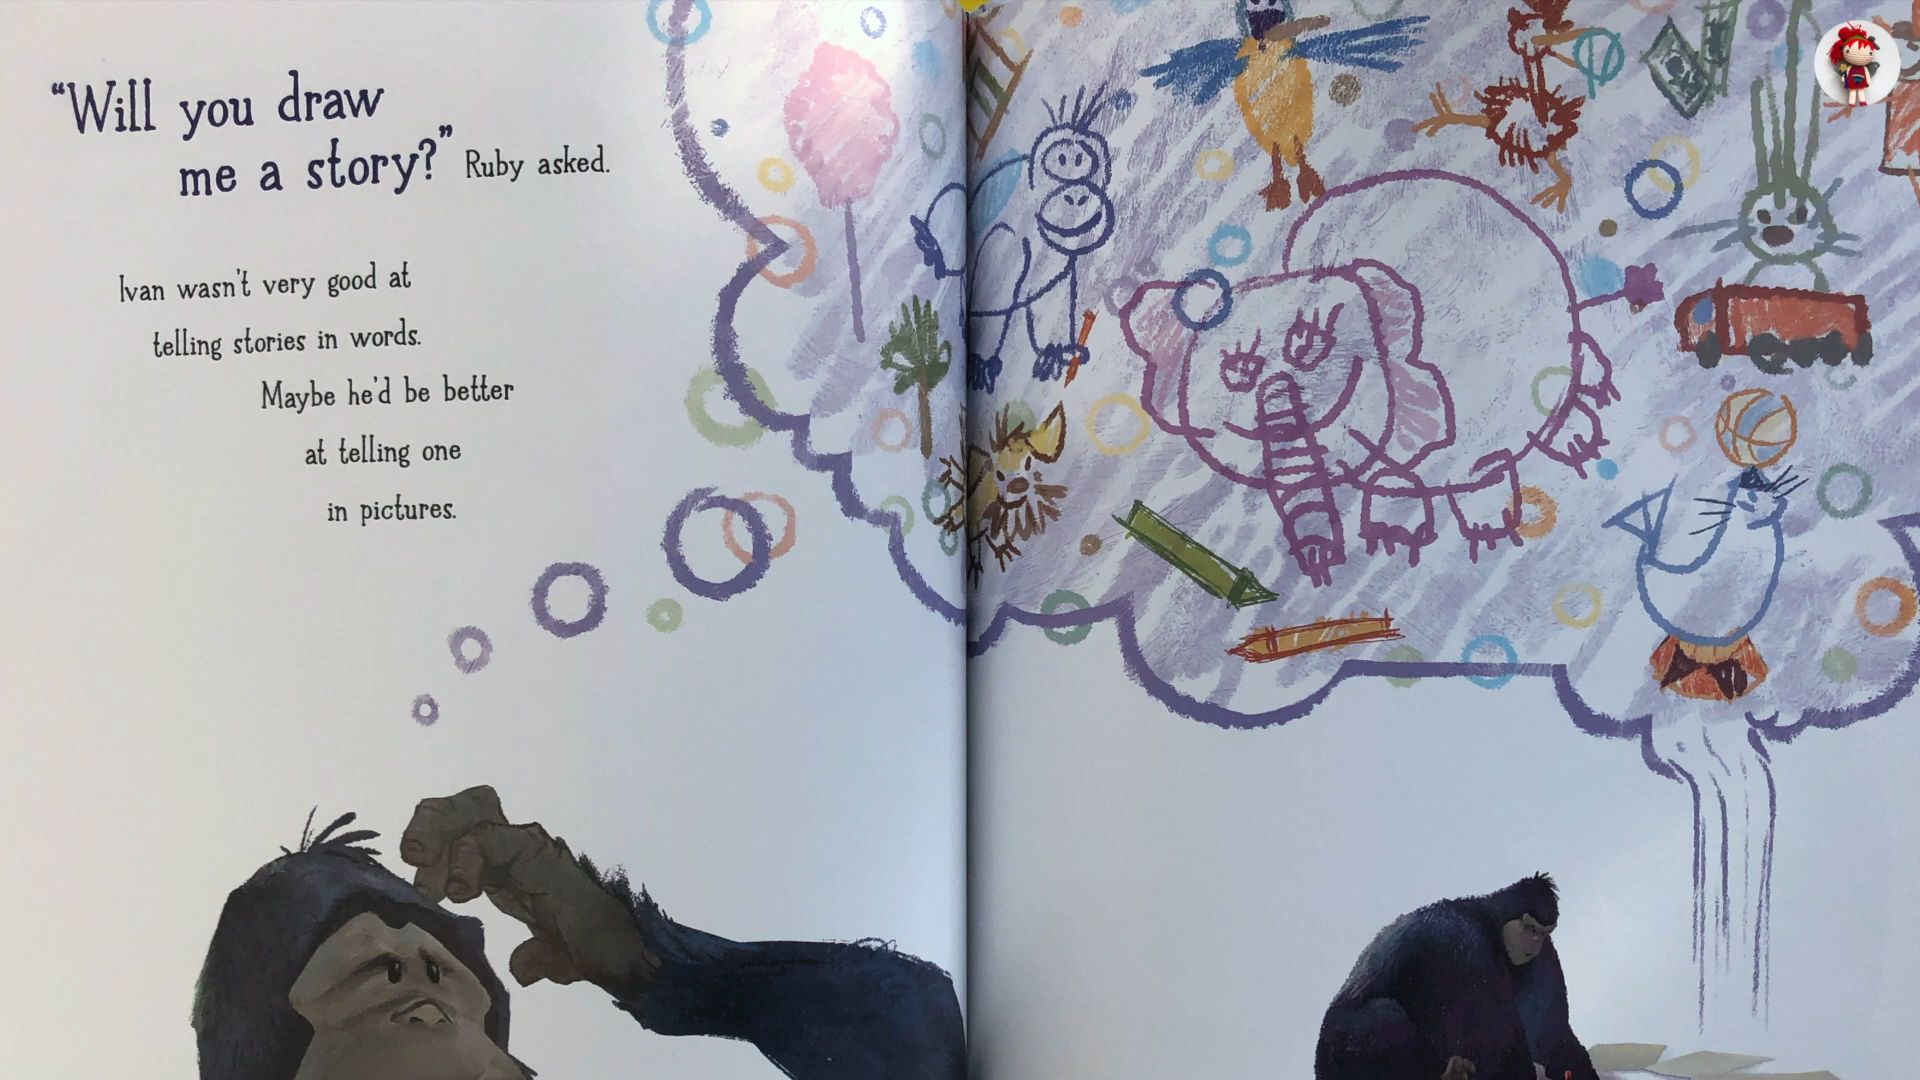 “Will you draw
me a story?” Ruby asked.
Ivan wasn't very good at
telling stories in words.
Maybe he'd be better
at telling one
in pictures.